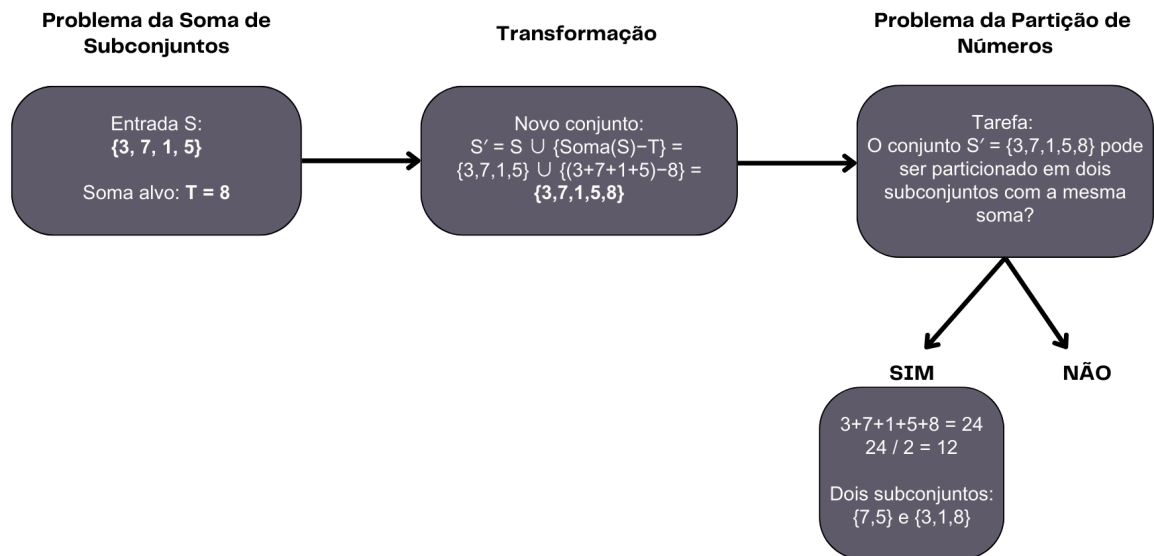 Problema da Soma de
Subconjuntos
Transformação
Problema da Partição de
Números
Entrada S:
{3, 7, 1, 5}
Soma alvo: T = 8
Novo conjunto:
S′ = S ∪ {Soma(S)−T} =
{3,7,1,5} ∪ {(3+7+1+5)−8} =
{3,7,1,5,8}
Tarefa:
O conjunto S′ = {3,7,1,5,8} pode
ser particionado em dois
subconjuntos com a mesma
soma?
SIM
NÃO
3+7+1+5+8 = 24
24 / 2 = 12
Dois subconjuntos:
{7,5} e {3,1,8}